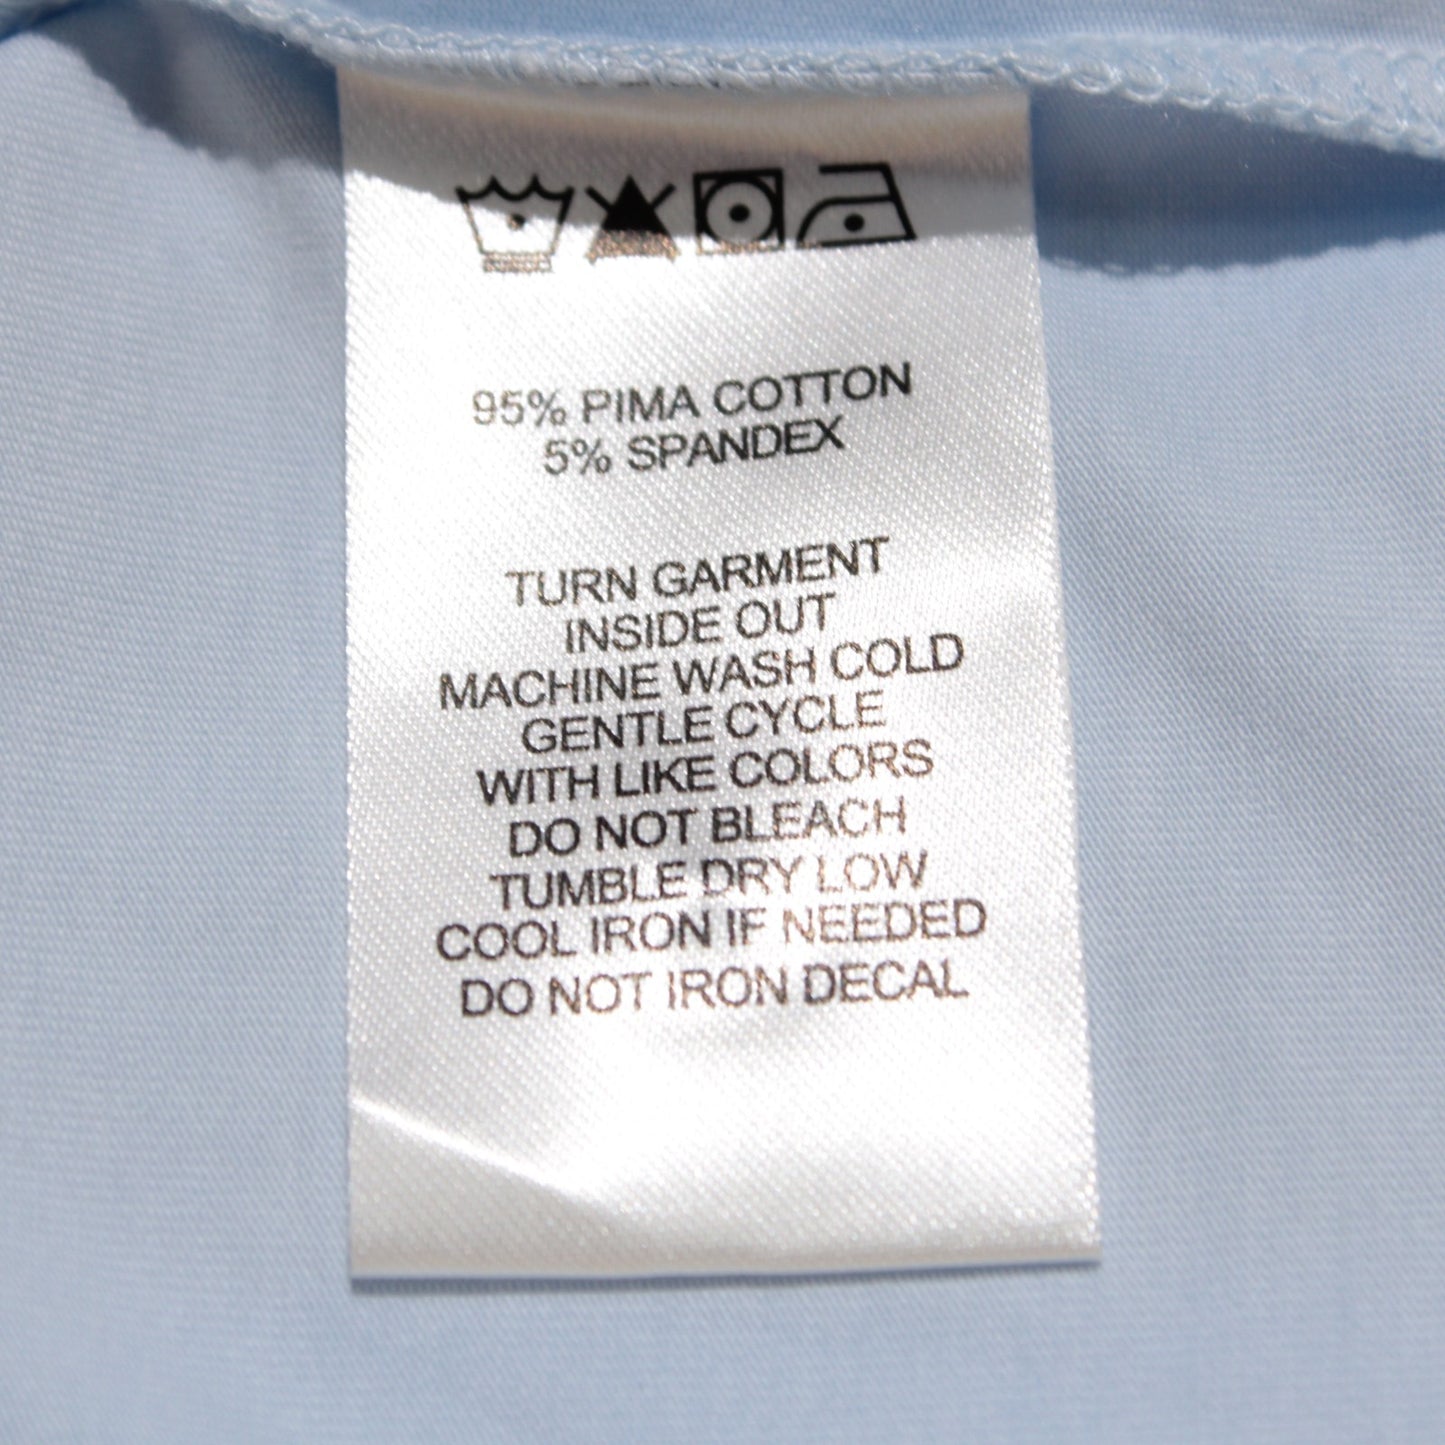 95% PIMA COTTON
5% SPANDEX
TURN GARMENT
INSIDE OUT
MACHINE WASH COLD
GENTLE CYCLE
WITH LIKE COLORS
DO NOT BLEACH
TUMBLE DRY LOW
COOL IRON IF NEEDED
DO NOT IRON DECAL